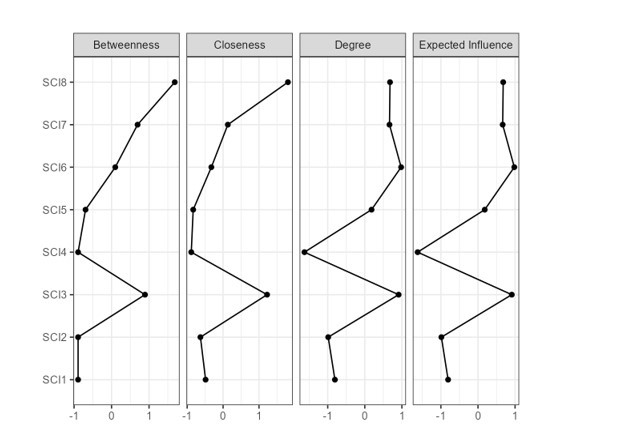 Betweenness Closeness Degree Expected Influence
SCI8
SCI7
SCI6
SCI5
SCI4
SCI3
SCI2
SCI1
-1 0 1 -1 0 1 -1 0 1 -1 0 1